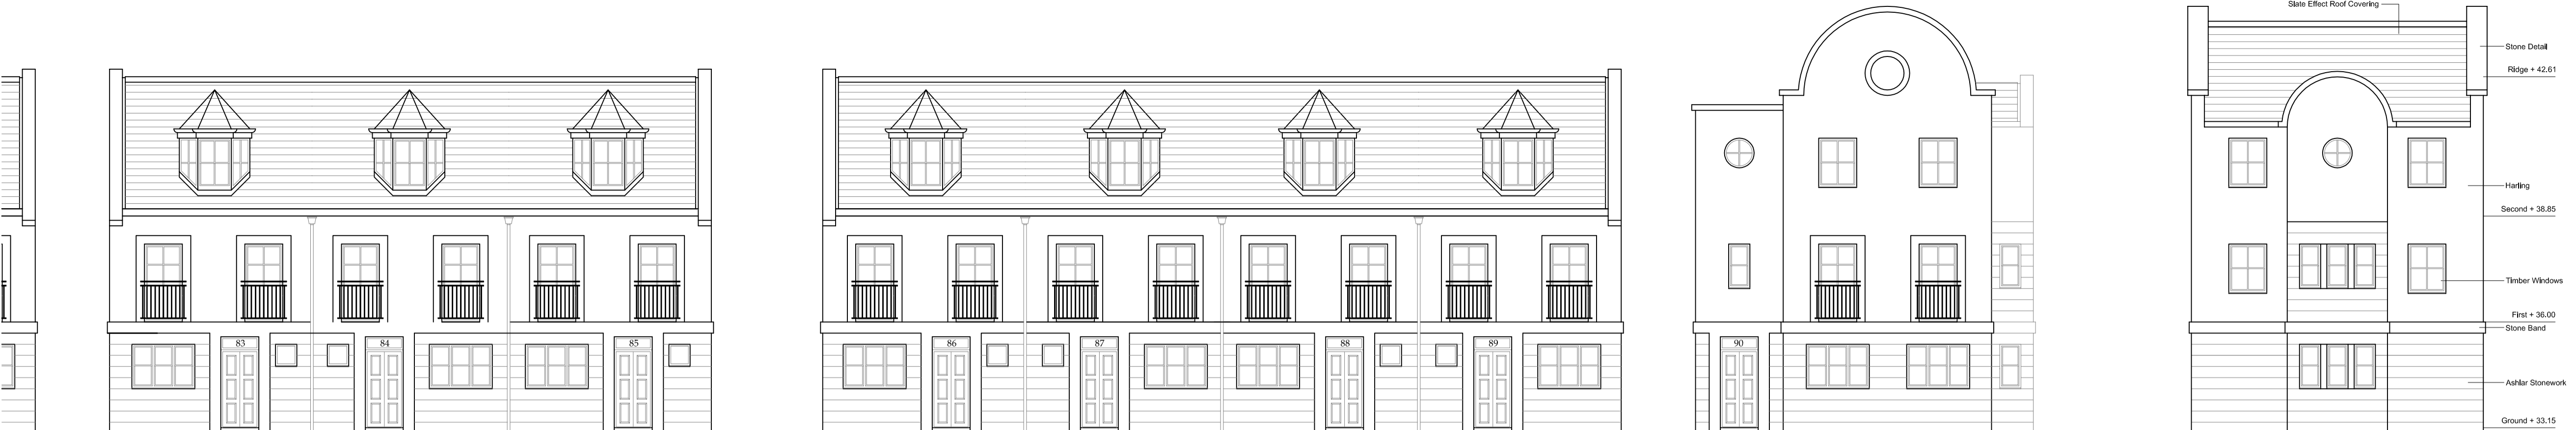 Slate Effect Roof Covering
Stone Detail
Ridge + 42.61
Harling
Second + 38.85
Timber Windows
First + 36.00
Stone Band
83
84
85
86
87
88
89
90
Ashlar Stonework
Ground + 33.15